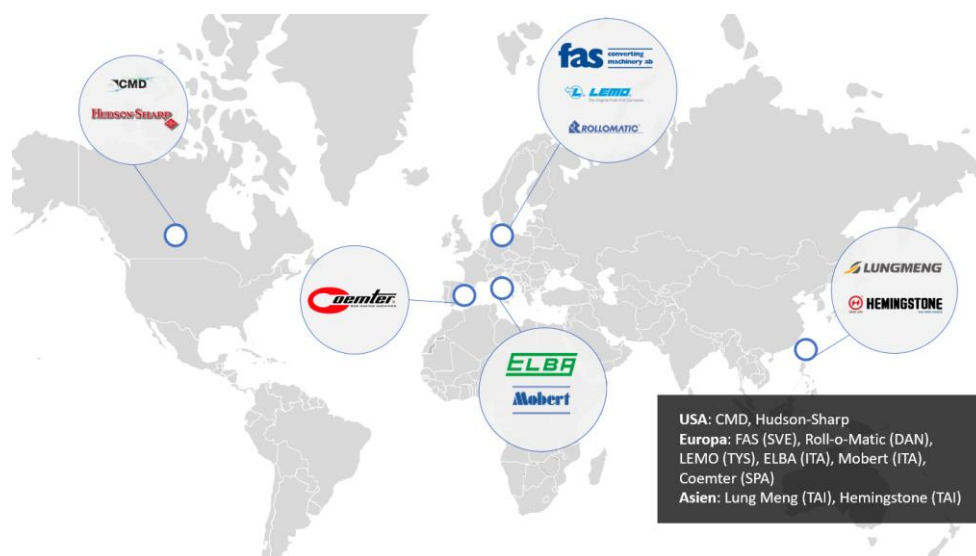 CMD
HUDSON-SHARP
fas converting
machinery ab
LEMO
ROLLOMATIC
Coemter
LUNGMENG
HEMINGSTONE
ELBA
Mobert
USA: CMD, Hudson-Sharp
Europa: FAS (SVE), Roll-o-Matic (DAN),
LEMO (TYS), ELBA (ITA), Mobert (ITA),
Coemter (SPA)
Asien: Lung Meng (TAI), Hemingstone (TAI)